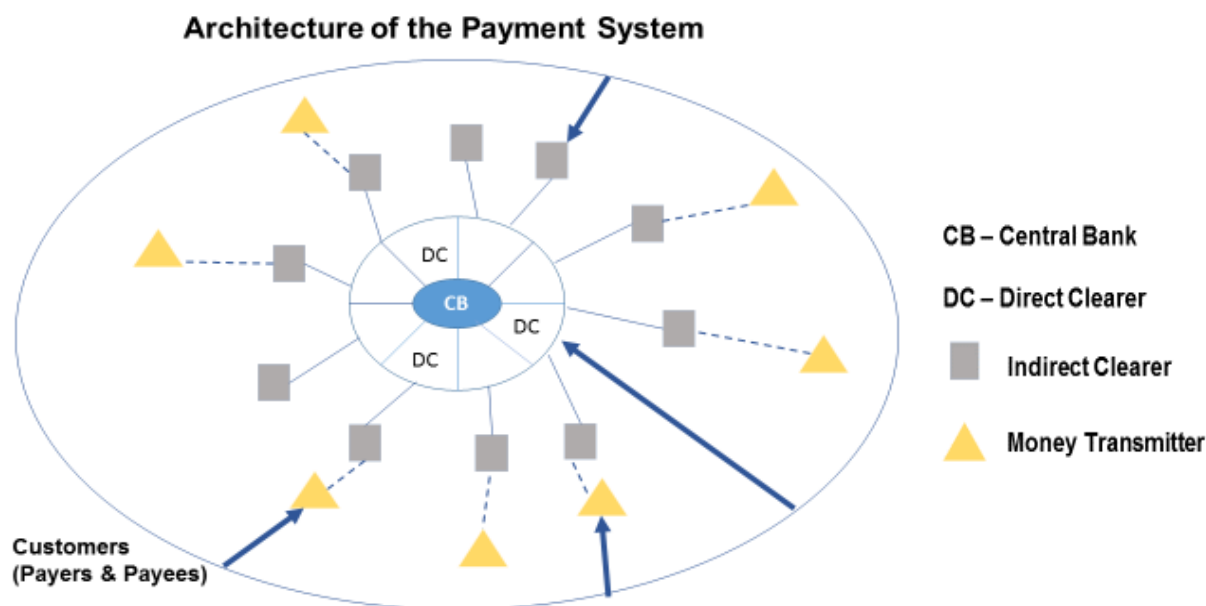 Architecture of the Payment System
DC
CB
DC
DC
CB – Central Bank
DC – Direct Clearer
Indirect Clearer
Money Transmitter
Customers
(Payers & Payees)